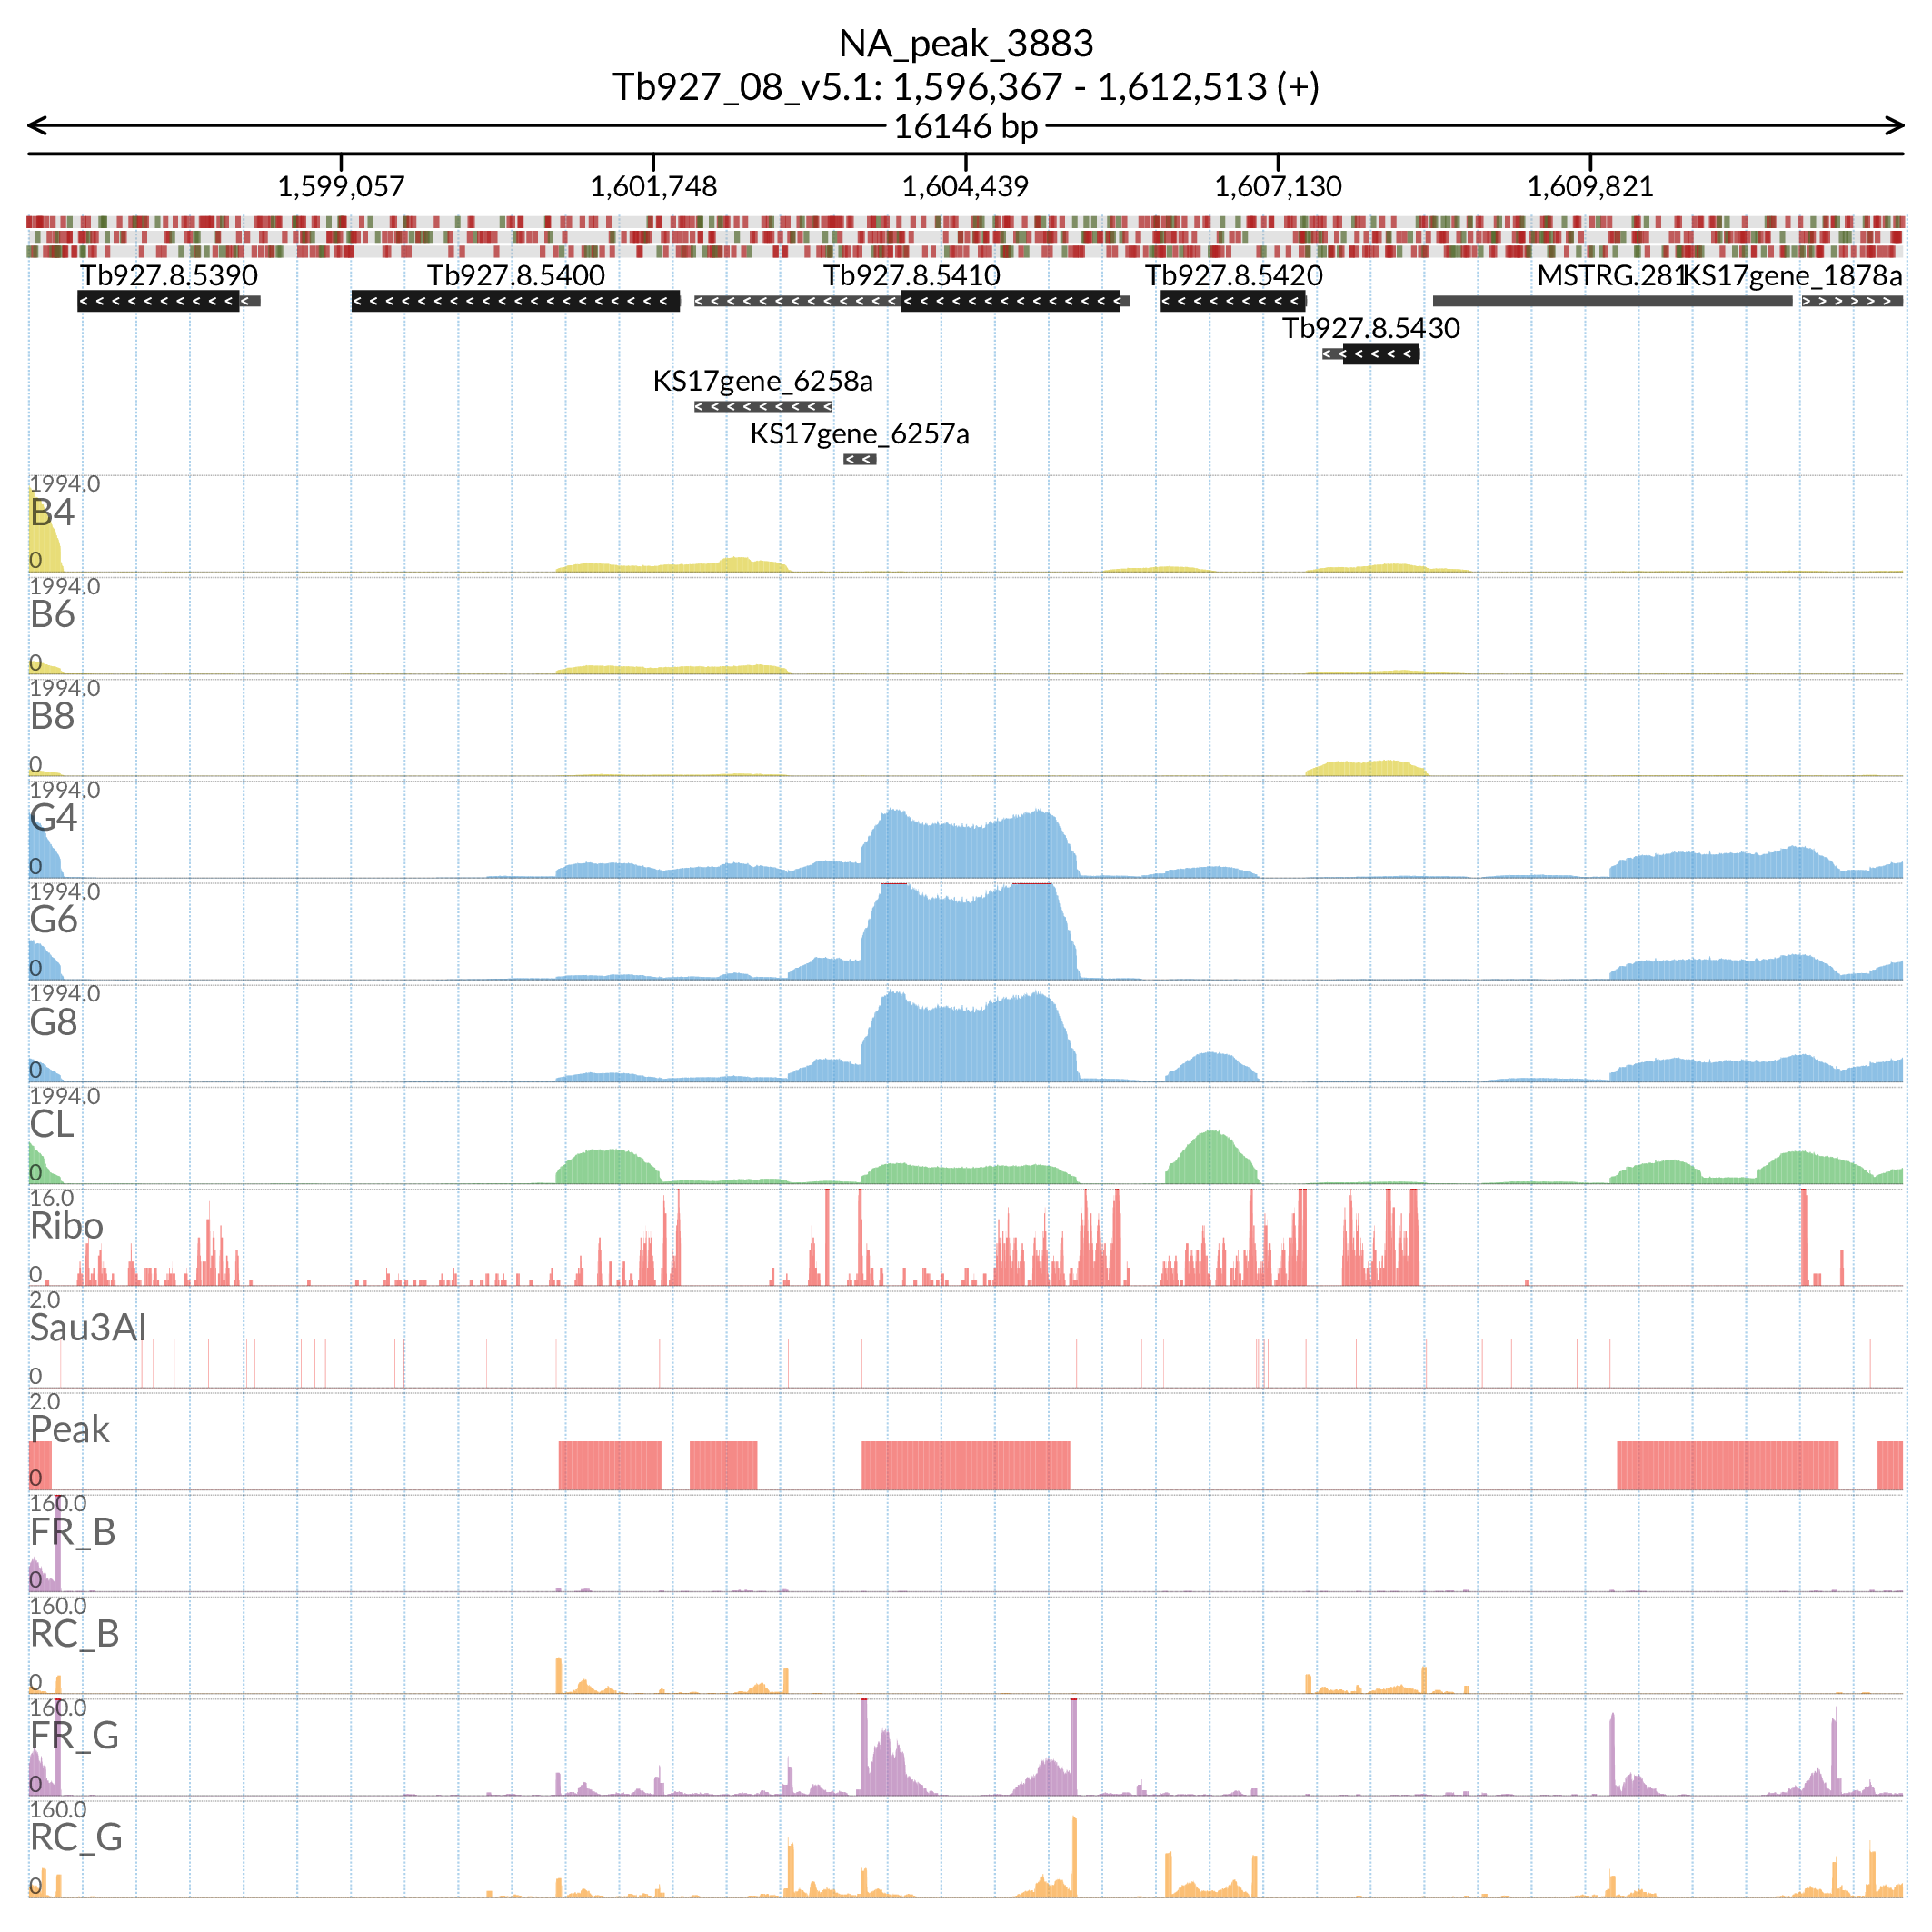 NA_peak_3883
Tb927_08_v5.1: 1,596,367 - 1,612,513 (+)
16146 bp
1,599,057 1,601,748 1,604,439 1,607,130 1,609,821
Tb927.8.5390 Tb927.8.5400 Tb927.8.5410 Tb927.8.5420 MSTRG.281 KS17gene_1878a
Tb927.8.5430
KS17gene_6258a
KS17gene_6257a
1994.0
B4
0
1994.0
B6
0
1994.0
B8
0
1994.0
G4
0
1994.0
G6
0
1994.0
G8
0
1994.0
CL
0
16.0
Ribo
0
2.0
Sau3AI
0
2.0
Peak
0
160.0
FR_B
0
160.0
RC_B
0
160.0
FR_G
0
160.0
RC_G
0